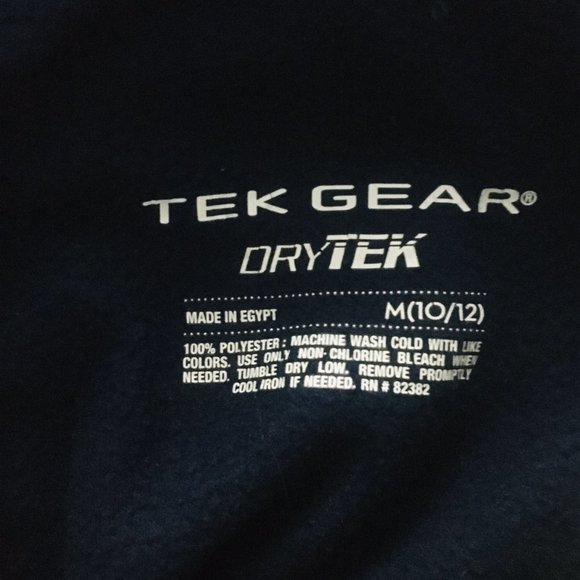 TEK GEAR®
DRYTEK
MADE IN EGYPT M(10/12)
100% POLYESTER: MACHINE WASH COLD WITH LIKE
COLORS. USE ONLY NON-CHLORINE BLEACH WHEN
NEEDED. TUMBLE DRY LOW. REMOVE PROMPTLY
COOL IRON IF NEEDED. RN # 82382